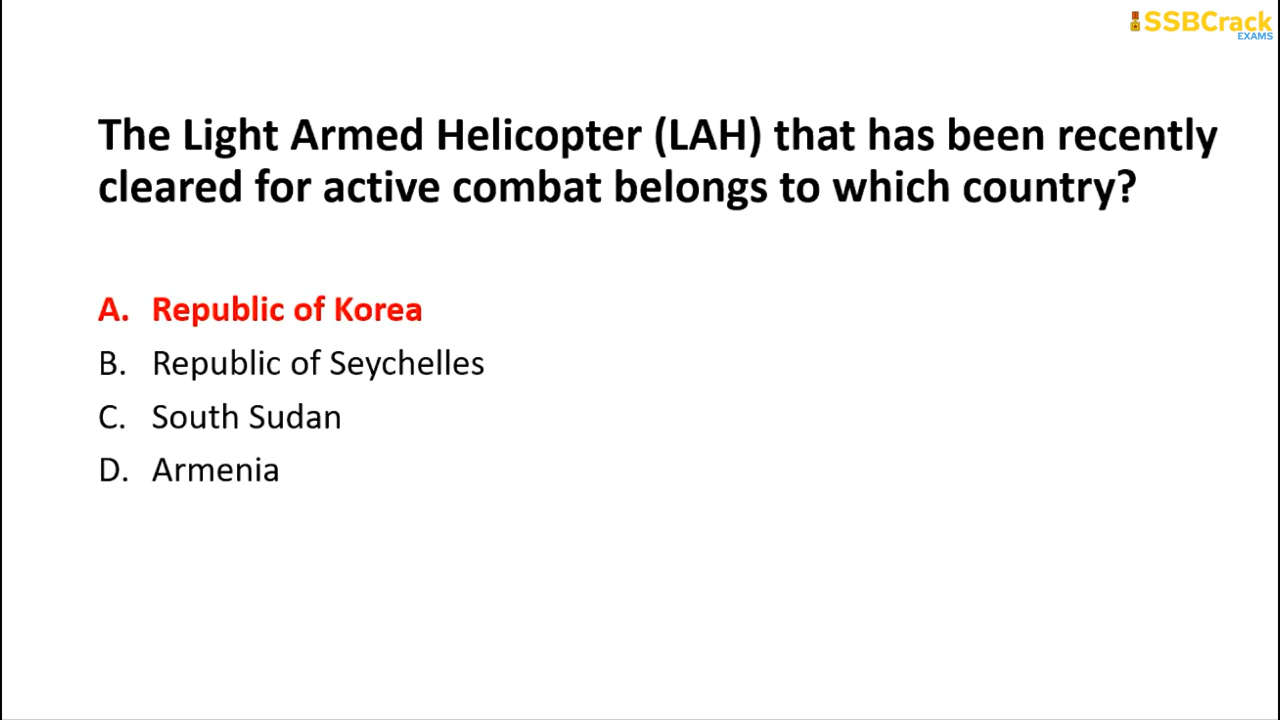 SSBCrack
EXAMS
The Light Armed Helicopter (LAH) that has been recently
cleared for active combat belongs to which country?
A. Republic of Korea
B. Republic of Seychelles
C. South Sudan
D. Armenia